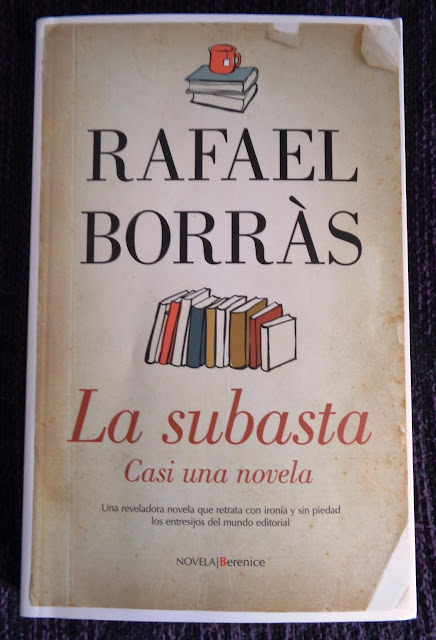 RAFAEL
BORRÀS
La subasta
Casi una novela
Una reveladora novela que retrata con ironía y sin piedad
los entresijos del mundo editorial
NOVELA|Berenice